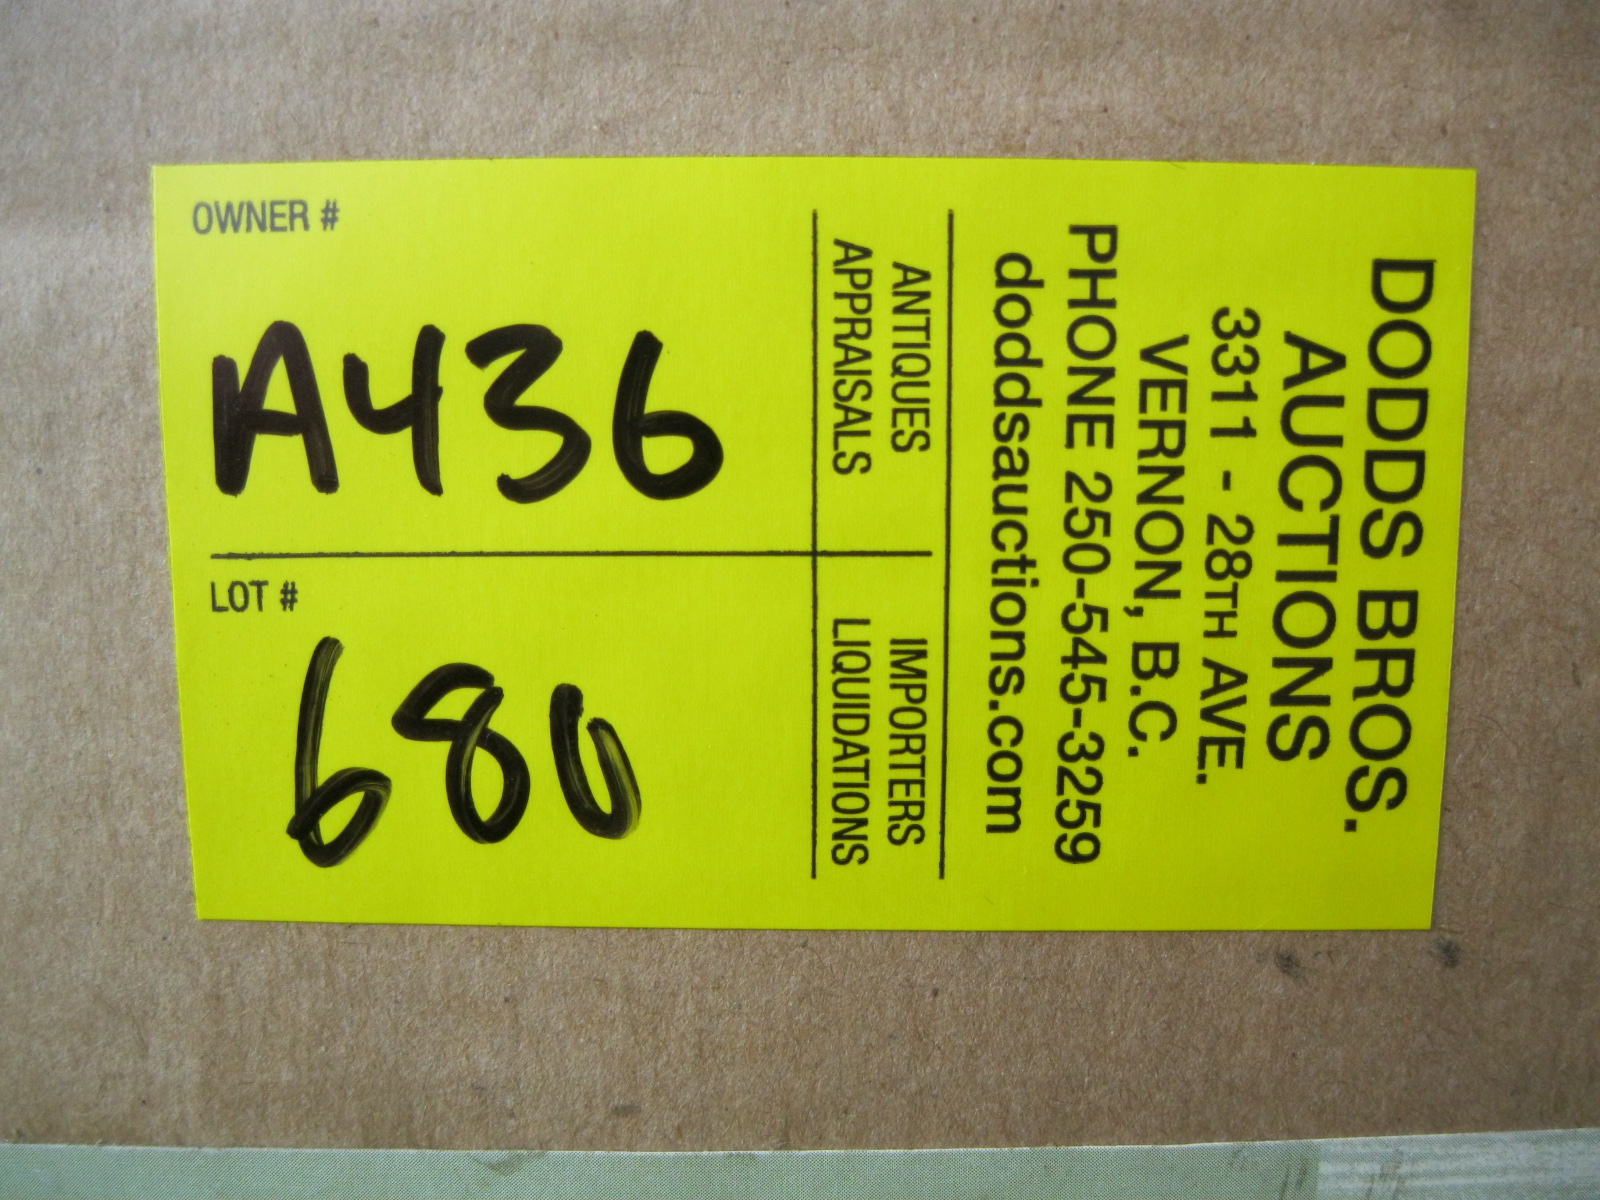 DODDS BROS.
AUCTIONS
3311 - 28TH AVE.
VERNON, B.C.
PHONE 250-545-3259
doddsauctions.com
ANTIQUES
APPRAISALS
IMPORTERS
LIQUIDATIONS
OWNER #
A436
LOT #
680